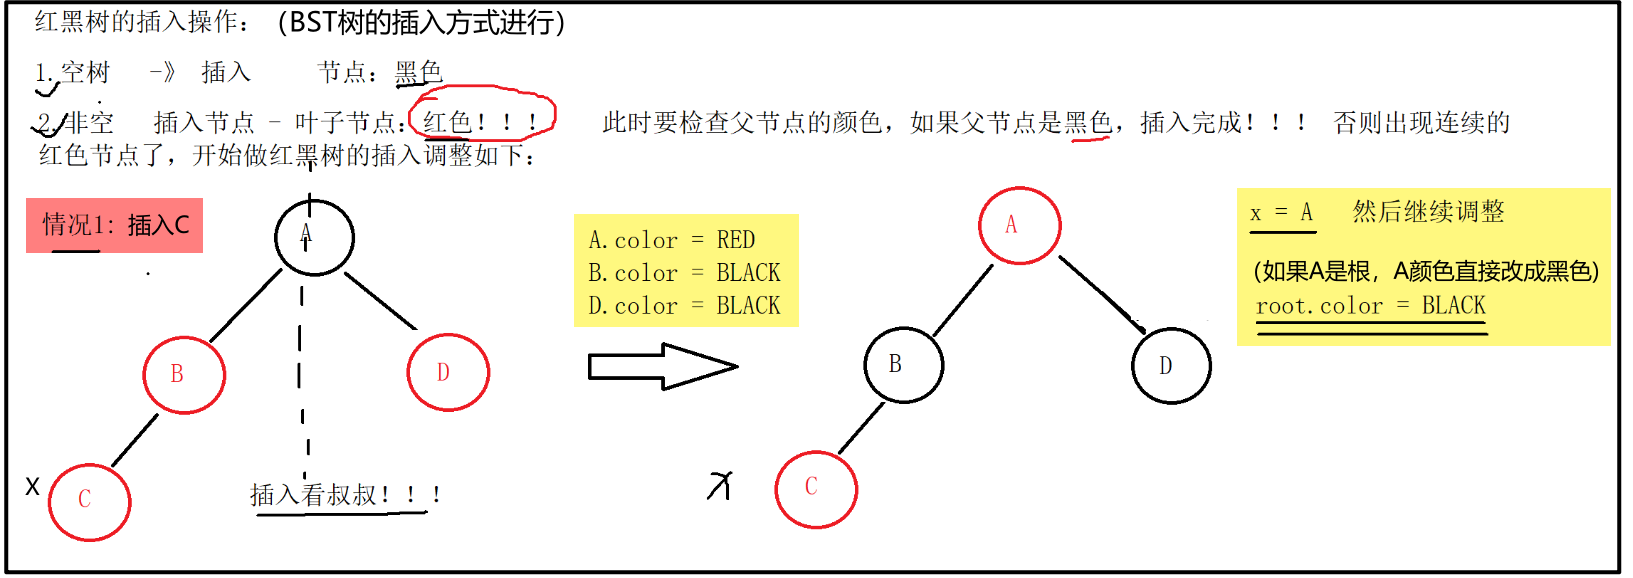 红黑树的插入操作：（BST树的插入方式进行）
1.空树 -》 插入 节点：黑色
2.非空 插入节点 - 叶子节点：红色！！！ 此时要检查父节点的颜色，如果父节点是黑色，插入完成！！！ 否则出现连续的
红色节点了，开始做红黑树的插入调整如下：
情况1：插入C
A
B
D
X
C
插入看叔叔！！！
A.color = RED
B.color = BLACK
D.color = BLACK
A
B
D
X
C
x = A 然后继续调整
(如果A是根，A颜色直接改成黑色)
root.color = BLACK